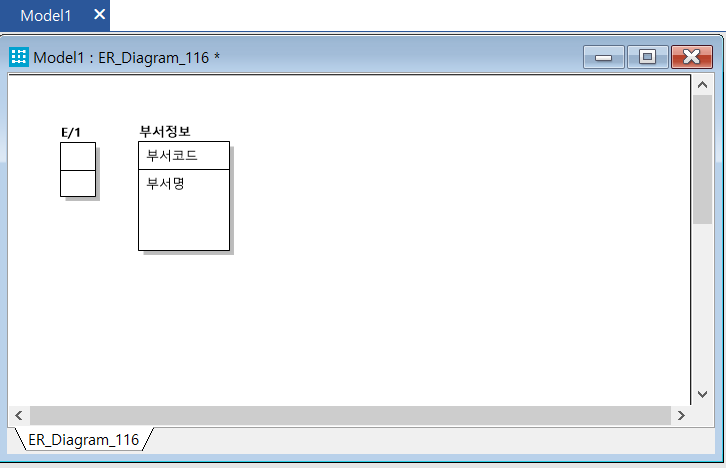 Model1
Model1 : ER_Diagram_116 *
E/1
부서정보
부서코드
부서명
ER_Diagram_116